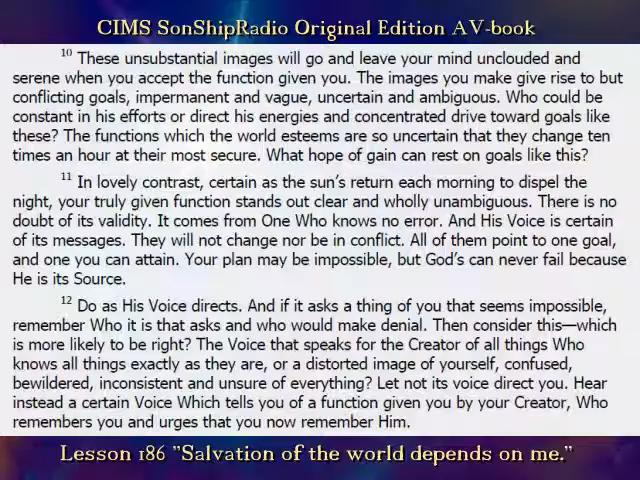 CIMS SonShipRadio Original Edition AV-book
10 These unsubstantial images will go and leave your mind unclouded and
serene when you accept the function given you. The images you make give rise to but
conflicting goals, impermanent and vague, uncertain and ambiguous. Who could be
constant in his efforts or direct his energies and concentrated drive toward goals like
these? The functions which the world esteems are so uncertain that they change ten
times an hour at their most secure. What hope of gain can rest on goals like this?
11 In lovely contrast, certain as the sun's return each morning to dispel the
night, your truly given function stands out clear and wholly unambiguous. There is no
doubt of its validity. It comes from One Who knows no error. And His Voice is certain
of its messages. They will not change nor be in conflict. All of them point to one goal,
and one you can attain. Your plan may be impossible, but God's can never fail because
He is its Source.
12 Do as His Voice directs. And if it asks a thing of you that seems impossible,
remember Who it is that asks and who would make denial. Then consider this—which
is more likely to be right? The Voice that speaks for the Creator of all things Who
knows all things exactly as they are, or a distorted image of yourself, confused,
bewildered, inconsistent and unsure of everything? Let not its voice direct you. Hear
instead a certain Voice Which tells you of a function given you by your Creator, Who
remembers you and urges that you now remember Him.
Lesson 186 "Salvation of the world depends on me."